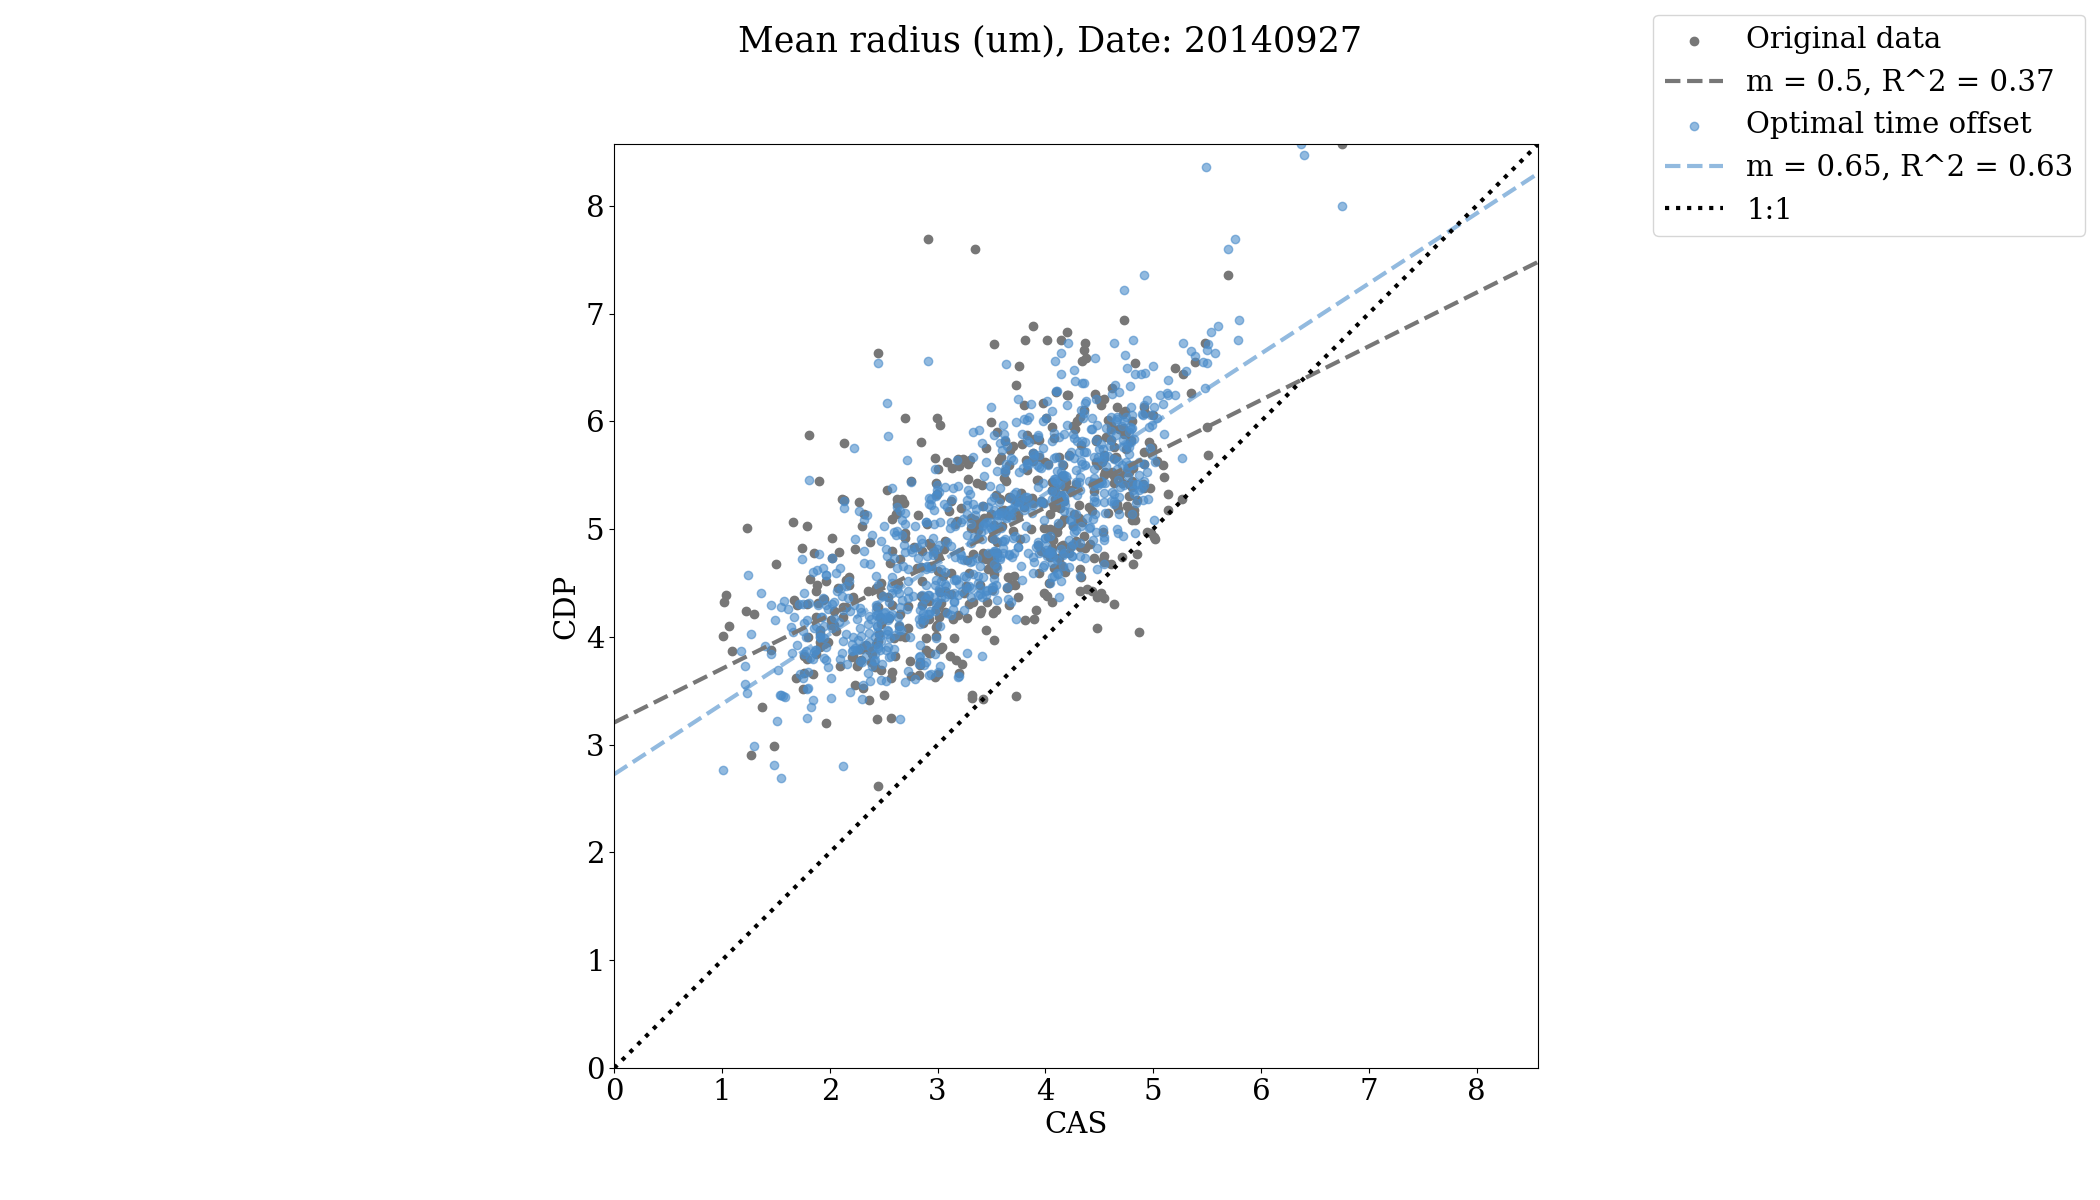 Mean radius (um), Date: 20140927
Original data
m = 0.5, R^2 = 0.37
Optimal time offset
m = 0.65, R^2 = 0.63
1:1
8
7
6
5
4
3
2
1
0
CDP
0 1 2 3 4 5 6 7 8
CAS